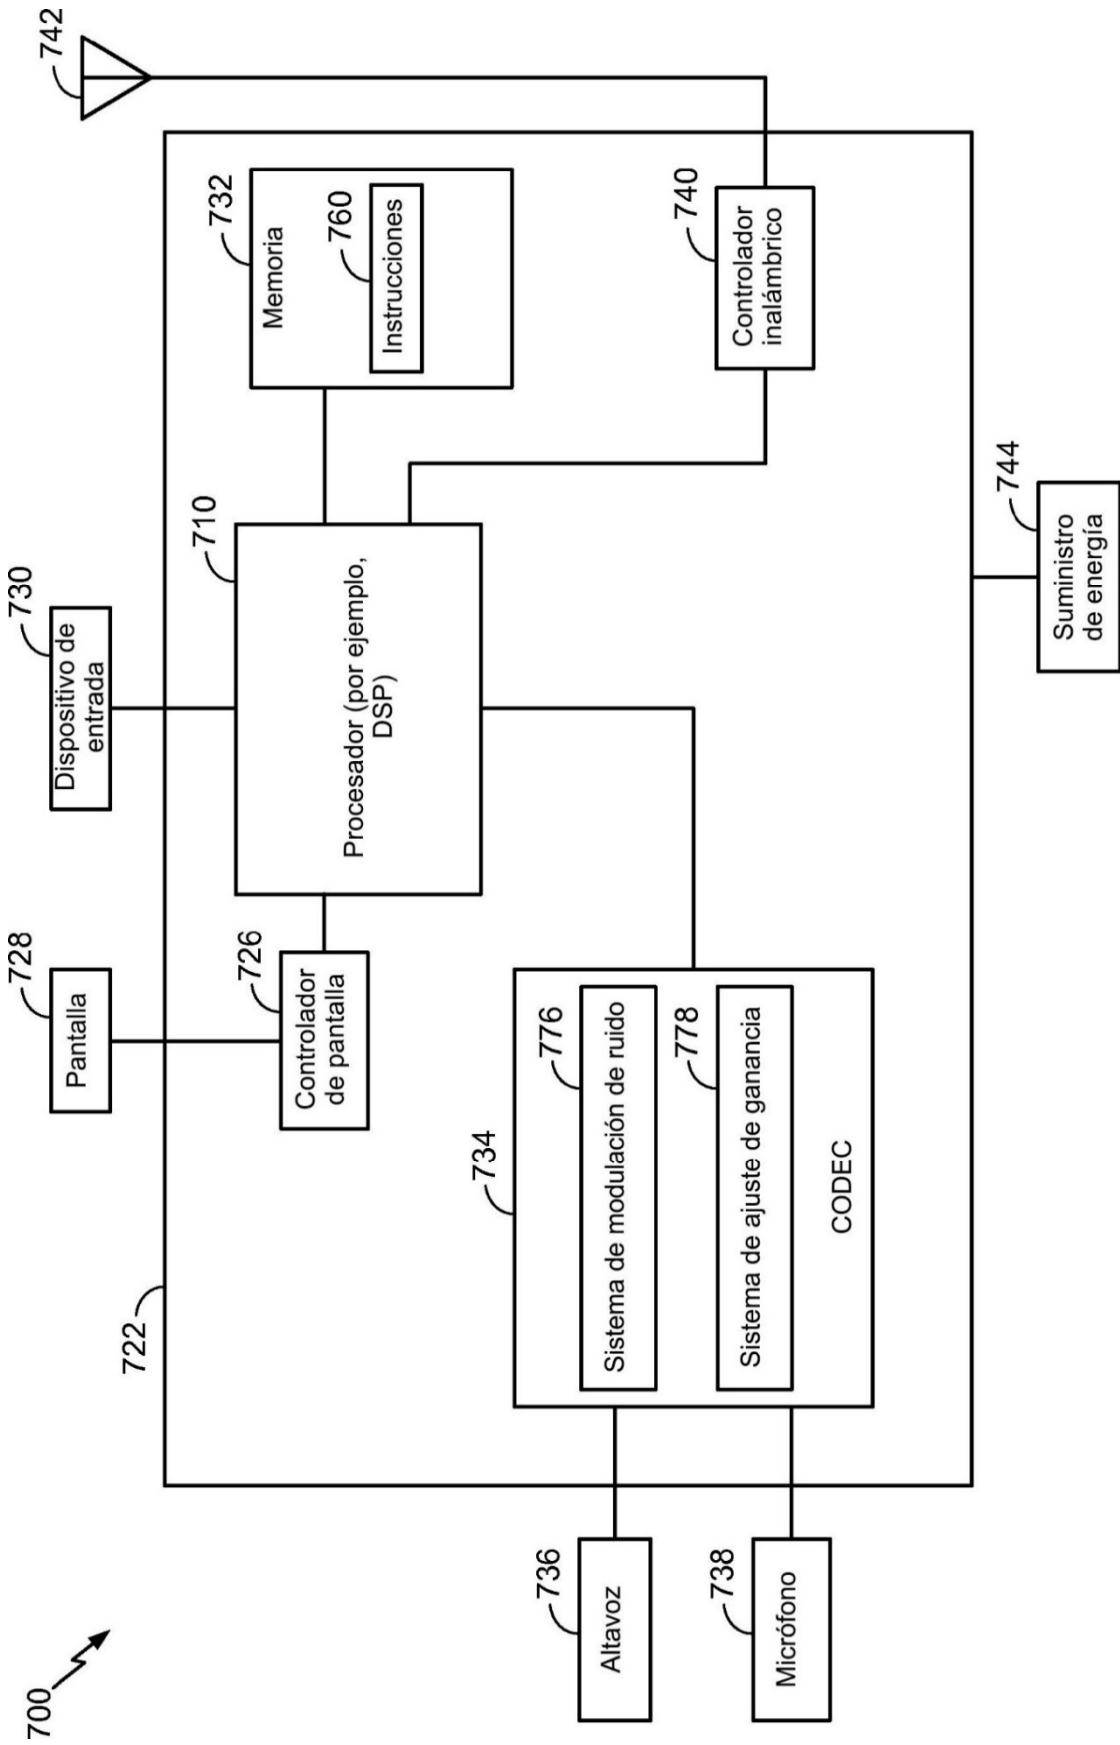 700
722
728
Pantalla
730
Dispositivo de
entrada
742
726
Controlador
de pantalla
710
Procesador (por ejemplo,
DSP)
732
Memoria
760
Instrucciones
734
776
Sistema de modulación de ruido
778
Sistema de ajuste de ganancia
CODEC
740
Controlador
inalámbrico
736
Altavoz
738
Micrófono
744
Suministro
de energía